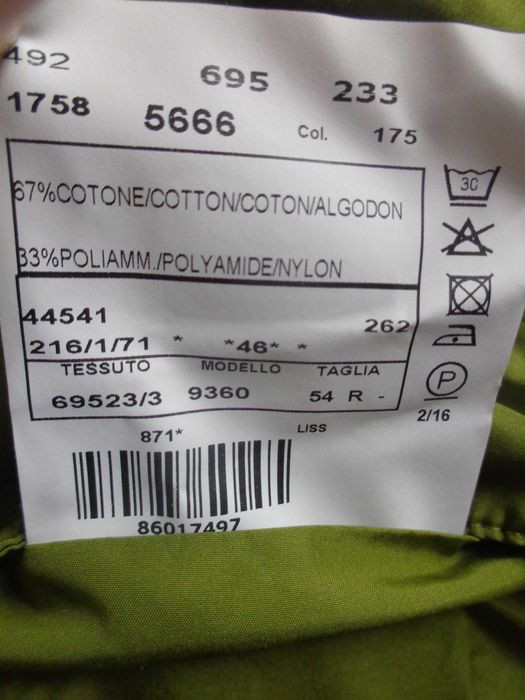 492 695 233
1758 5666 Col. 175
67%COTONE/COTTON/COTON/ALGODON
33%POLIAMM./POLYAMIDE/NYLON
30
44541 262
216/1/71 * *46* *
TESSUTO MODELLO TAGLIA
69523/3 9360 54 R -
P
2/16
871* LISS
86017497